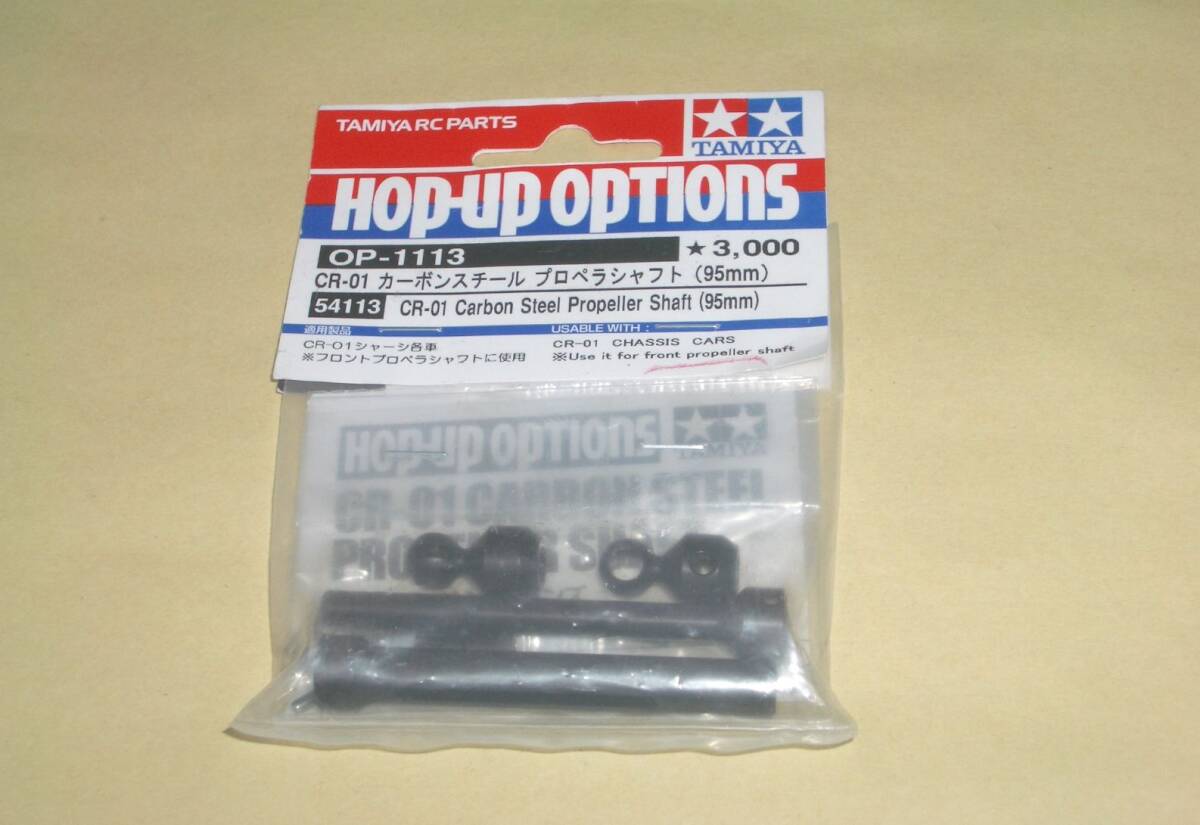 TAMIYA RC PARTS
TAMIYA
HOP-UP OPTIONS
OP-1113 ★3,000
CR-01 カーボンスチール プロペラシャフト (95mm)
54113 CR-01 Carbon Steel Propeller Shaft (95mm)
適用製品
CR-01シャーシ各車
※フロントプロペラシャフトに使用
USABLE WITH :
CR-01 CHASSIS CARS
※Use it for front propeller shaft
HOP-UP OPTIONS TAMIYA
CR-01 CARBON STEEL